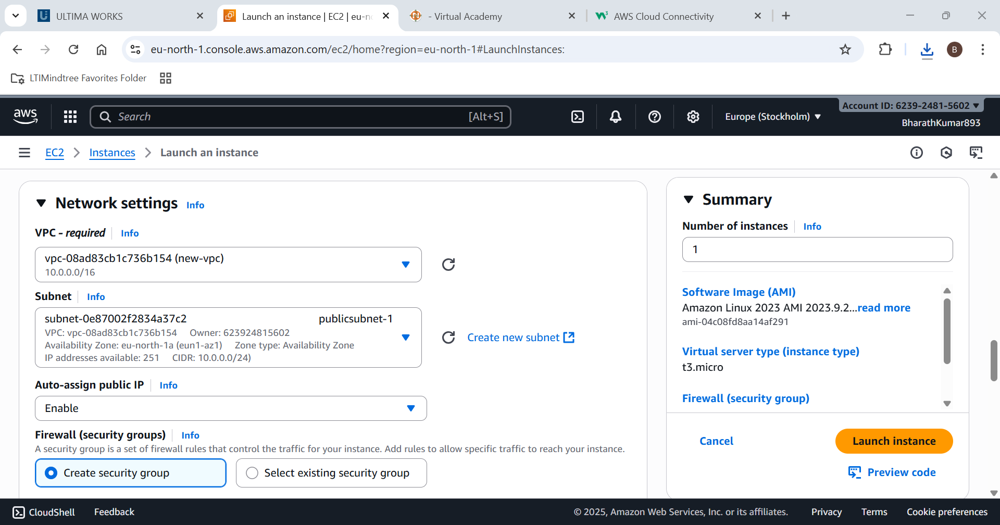 ULTIMA WORKS
Launch an instance | EC2 | eu-n
- Virtual Academy
AWS Cloud Connectivity
eu-north-1.console.aws.amazon.com/ec2/home?region=eu-north-1#LaunchInstances:
B
LTIMindtree Favorites Folder
aws
Search
[Alt+S]
Europe (Stockholm)
Account ID: 6239-2481-5602
BharathKumar893
EC2 > Instances > Launch an instance
Network settings Info
VPC - required Info
vpc-08ad83cb1c736b154 (new-vpc)
10.0.0.0/16
Subnet Info
subnet-0e87002f2834a37c2 publicsubnet-1
VPC: vpc-08ad83cb1c736b154 Owner: 623924815602
Availability Zone: eu-north-1a (eun1-az1) Zone type: Availability Zone
IP addresses available: 251 CIDR: 10.0.0.0/24)
Create new subnet
Auto-assign public IP Info
Enable
Firewall (security groups) Info
A security group is a set of firewall rules that control the traffic for your instance. Add rules to allow specific traffic to reach your instance.
Create security group
Select existing security group
Summary
Number of instances Info
1
Software Image (AMI)
Amazon Linux 2023 AMI 2023.9.2...read more
ami-04c08fd8aa14af291
Virtual server type (instance type)
t3.micro
Firewall (security group)
Cancel
Launch instance
Preview code
CloudShell
Feedback
© 2025, Amazon Web Services, Inc. or its affiliates.
Privacy
Terms
Cookie preferences